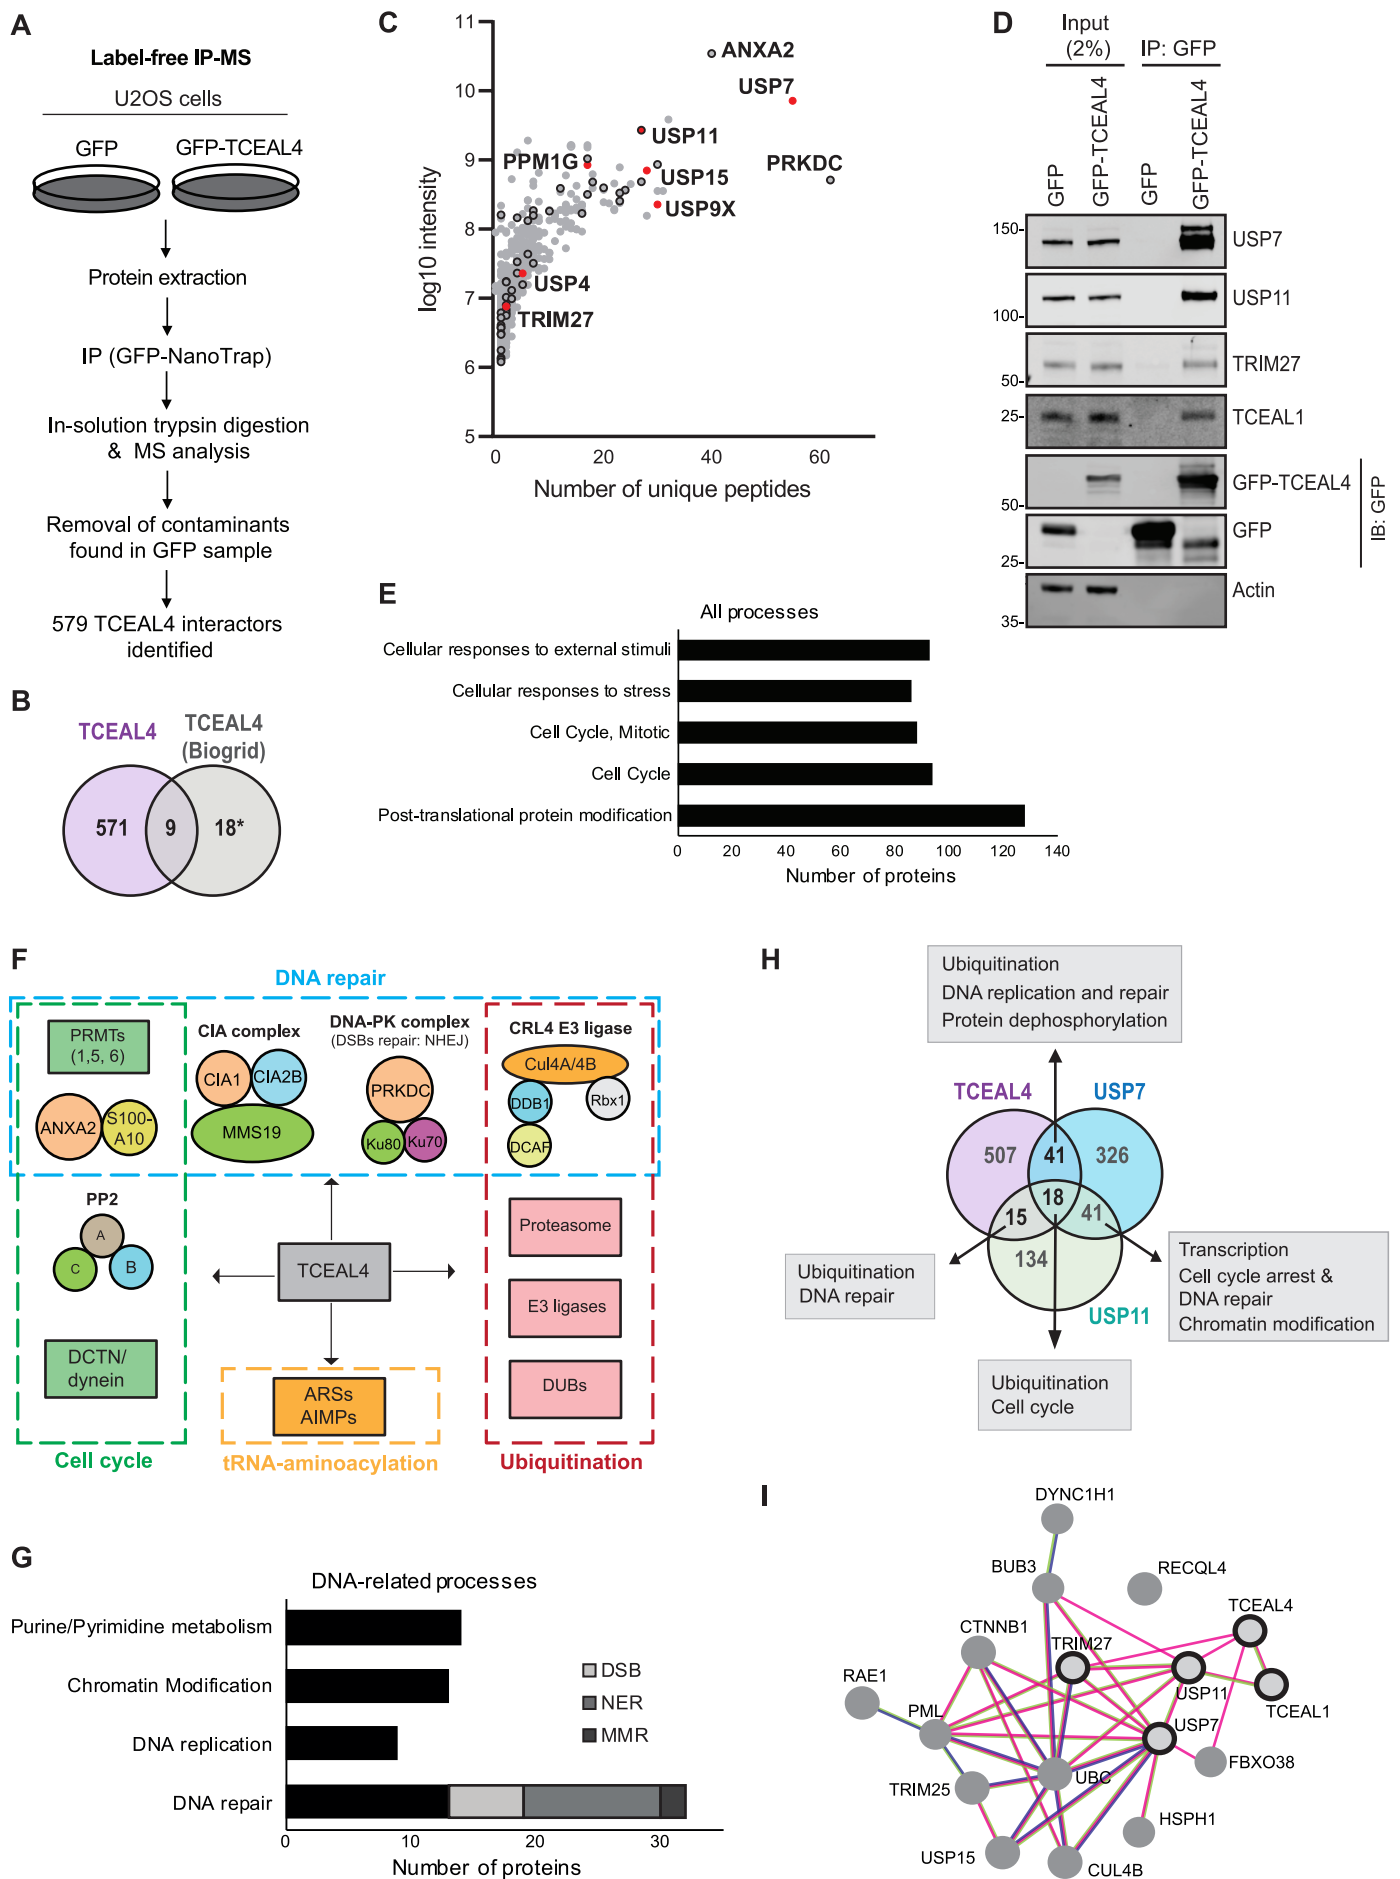 A
Label-free IP-MS
U2OS cells
GFP
GFP-TCEAL4
Protein extraction
IP (GFP-NanoTrap)
In-solution trypsin digestion
& MS analysis
Removal of contaminants
found in GFP sample
579 TCEAL4 interactors
identified
B
TCEAL4
TCEAL4
(Biogrid)
571
9
18*
C
log10 intensity
11
10
9
8
7
6
5
ANXA2
USP7
USP11
PPM1G
PRKDC
USP15
USP9X
USP4
TRIM27
0
20
40
60
Number of unique peptides
D
Input
(2%)
IP: GFP
GFP
GFP-TCEAL4
GFP
GFP-TCEAL4
150-
USP7
USP11
100-
TRIM27
50-
25-
TCEAL1
GFP-TCEAL4
50-
GFP
25-
IB: GFP
Actin
35-
E
All processes
Cellular responses to external stimuli
Cellular responses to stress
Cell Cycle, Mitotic
Cell Cycle
Post-translational protein modification
0
20
40
60
80
100
120
140
Number of proteins
F
DNA repair
PRMTs
(1,5, 6)
CIA complex
DNA-PK complex
(DSBs repair: NHEJ)
CRL4 E3 ligase
CIA1
CIA2B
MMS19
PRKDC
Ku80
Ku70
Cul4A/4B
DDB1
Rbx1
DCAF
ANXA2
S100-
A10
PP2
A
C
B
TCEAL4
Proteasome
E3 ligases
DUBs
DCTN/
dynein
ARSs
AIMPs
Cell cycle
tRNA-aminoacylation
Ubiquitination
G
DNA-related processes
Purine/Pyrimidine metabolism
Chromatin Modification
DNA replication
DNA repair
DSB
NER
MMR
0
10
20
30
Number of proteins
H
Ubiquitination
DNA replication and repair
Protein dephosphorylation
TCEAL4
USP7
507
41
326
18
15
41
134
USP11
Ubiquitination
DNA repair
Transcription
Cell cycle arrest &
DNA repair
Chromatin modification
Ubiquitination
Cell cycle
I
DYNC1H1
BUB3
RECQL4
TCEAL4
CTNNB1
TRIM27
RAE1
USP11
TCEAL1
PML
USP7
FBXO38
UBC
TRIM25
HSPH1
USP15
CUL4B